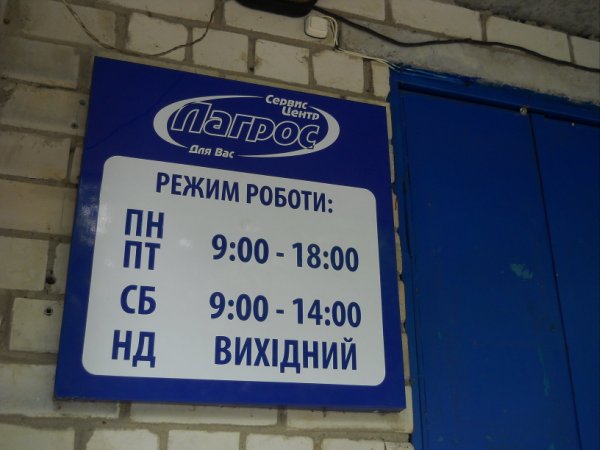 Сервис
Центр
Лагрос
Для Вас
РЕЖИМ РОБОТИ:
ПН
ПТ 9:00 - 18:00
СБ 9:00 - 14:00
НД ВИХІДНИЙ